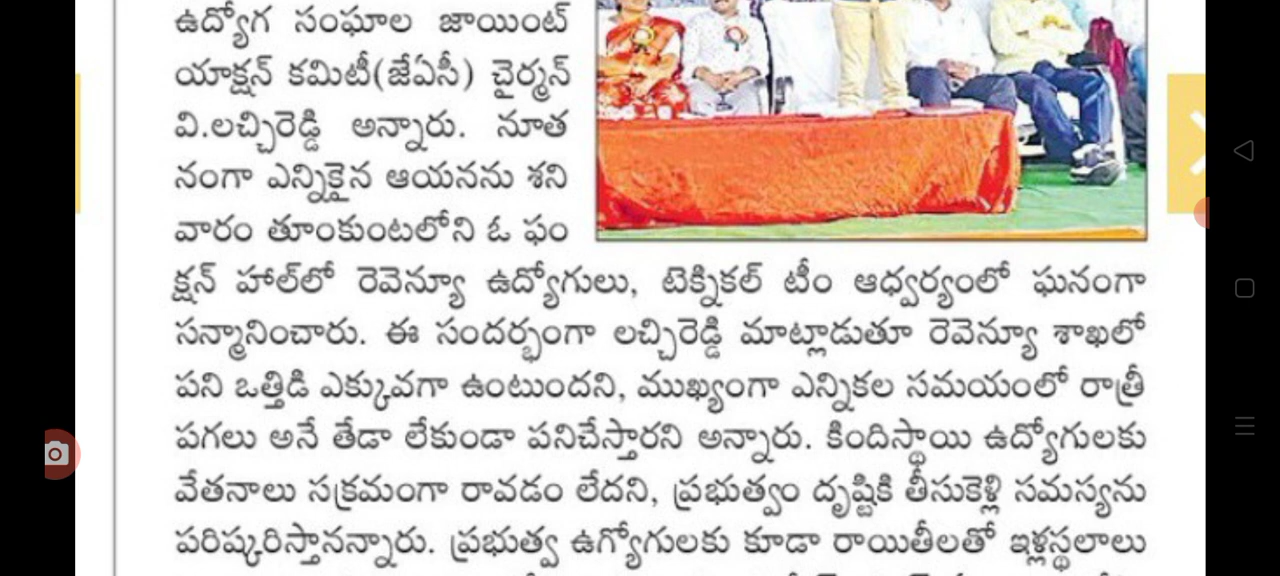 ఉద్యోగ సంఘాల జాయింట్
యాక్షన్ కమిటీ(జేఏసీ) చైర్మన్
వి.లచ్చిరెడ్డి అన్నారు. నూత
నంగా ఎన్నికైన ఆయనను శని
వారం తూంకుంటలోని ఓ ఫం
క్షన్ హాల్‌లో రెవెన్యూ ఉద్యోగులు, టెక్నికల్ టీం ఆధ్వర్యంలో ఘనంగా
సన్మానించారు. ఈ సందర్భంగా లచ్చిరెడ్డి మాట్లాడుతూ రెవెన్యూ శాఖలో
పని ఒత్తిడి ఎక్కువగా ఉంటుందని, ముఖ్యంగా ఎన్నికల సమయంలో రాత్రీ
పగలు అనే తేడా లేకుండా పనిచేస్తారని అన్నారు. కిందిస్థాయి ఉద్యోగులకు
వేతనాలు సక్రమంగా రావడం లేదని, ప్రభుత్వం దృష్టికి తీసుకెళ్లి సమస్యను
పరిష్కరిస్తానన్నారు. ప్రభుత్వ ఉగ్యోగులకు కూడా రాయితీలతో ఇళ్లస్థలాలు